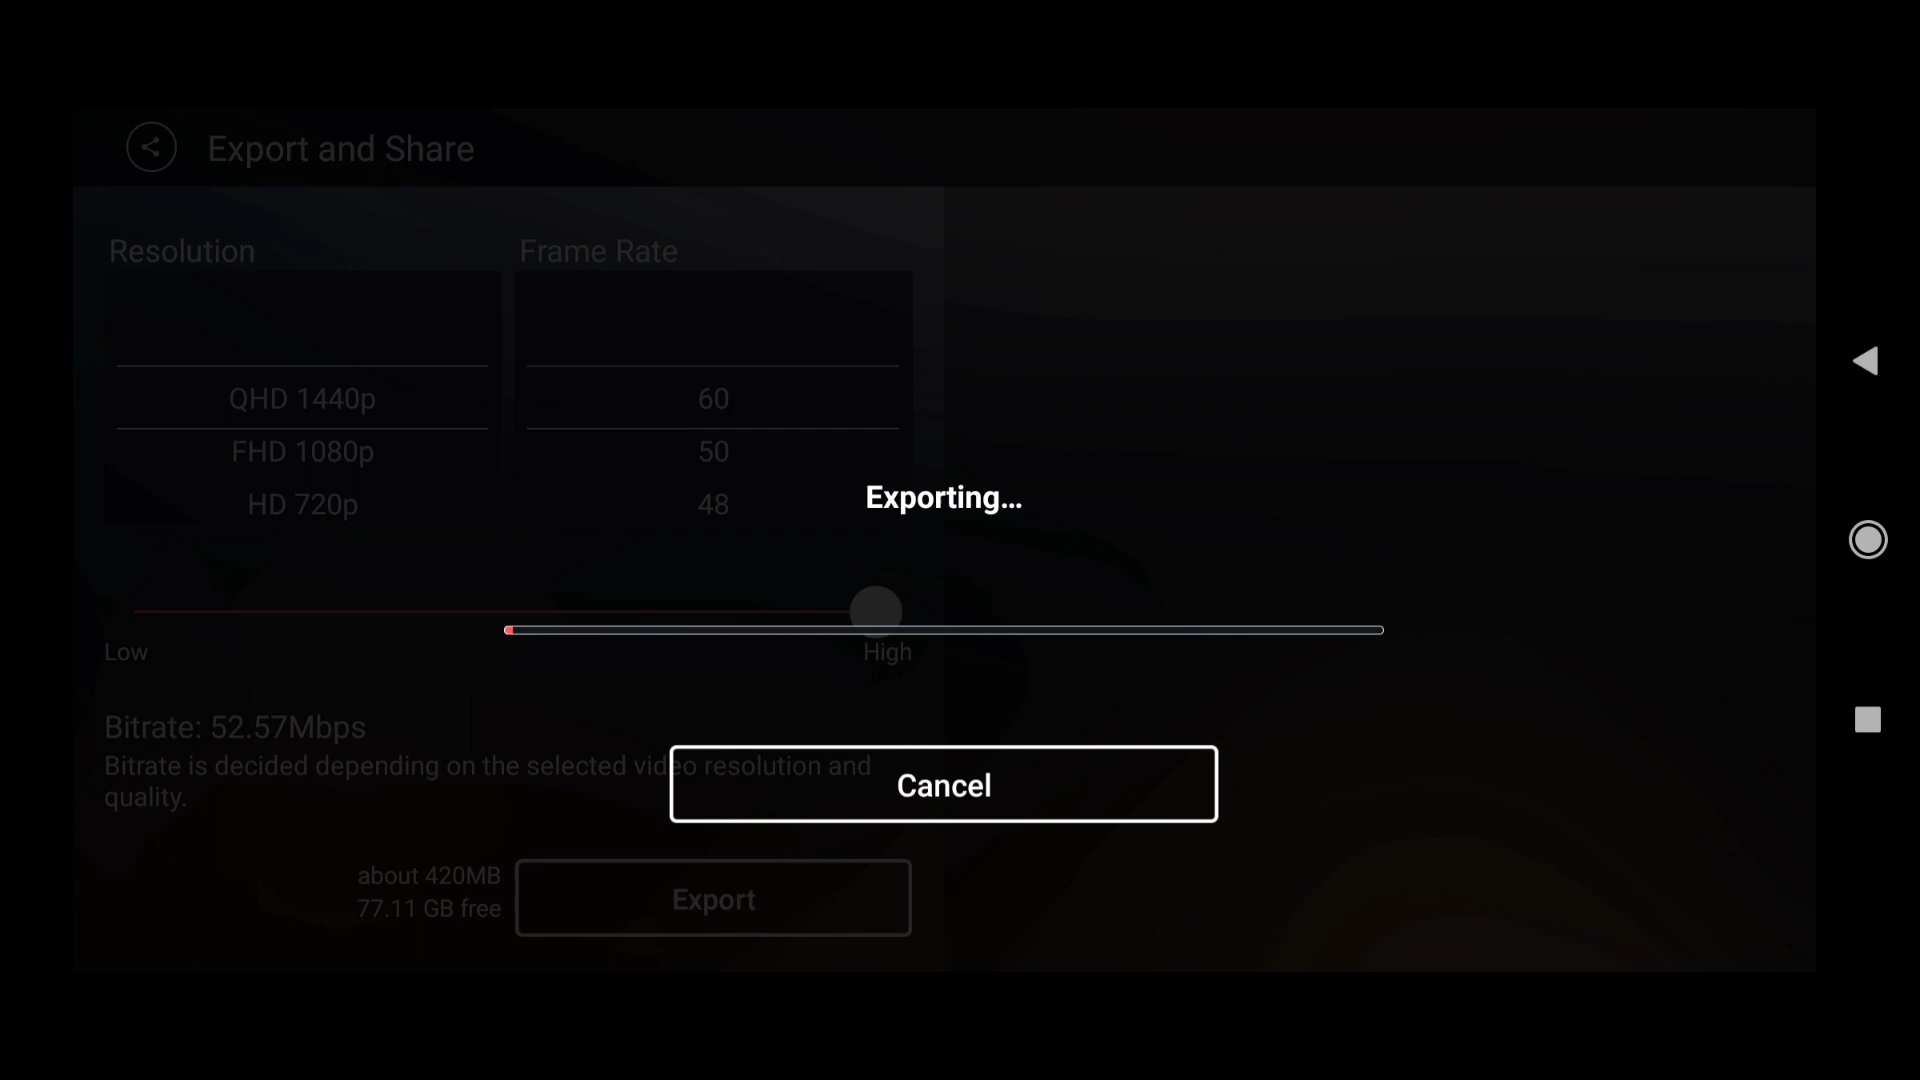 Export and Share
Resolution
Frame Rate
QHD 1440p
60
FHD 1080p
50
HD 720p
48
Exporting...
Low
High
Bitrate: 52.57Mbps
Bitrate is decided depending on the selected video resolution and
quality.
Cancel
about 420MB
77.11 GB free
Export